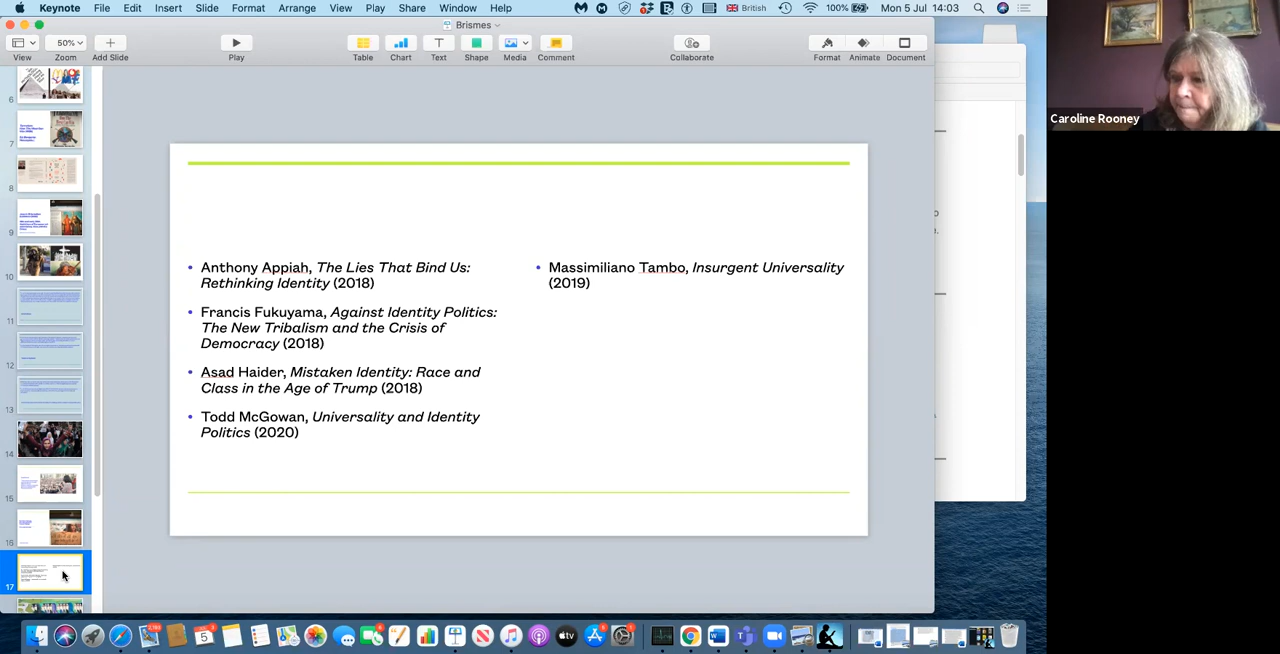 Keynote File Edit Insert Slide Format Arrange View Play Share Window Help British 100% Mon 5 Jul 14:03
Brismes
50%
View Zoom Add Slide Play Table Chart Text Shape Media Comment Collaborate Format Animate Document
Caroline Rooney
• Anthony Appiah, The Lies That Bind Us:
Rethinking Identity (2018)
• Francis Fukuyama, Against Identity Politics:
The New Tribalism and the Crisis of
Democracy (2018)
• Asad Haider, Mistaken Identity: Race and
Class in the Age of Trump (2018)
• Todd McGowan, Universality and Identity
Politics (2020)
• Massimiliano Tambo, Insurgent Universality
(2019)
6
7
8
9
10
11
12
13
14
15
16
17